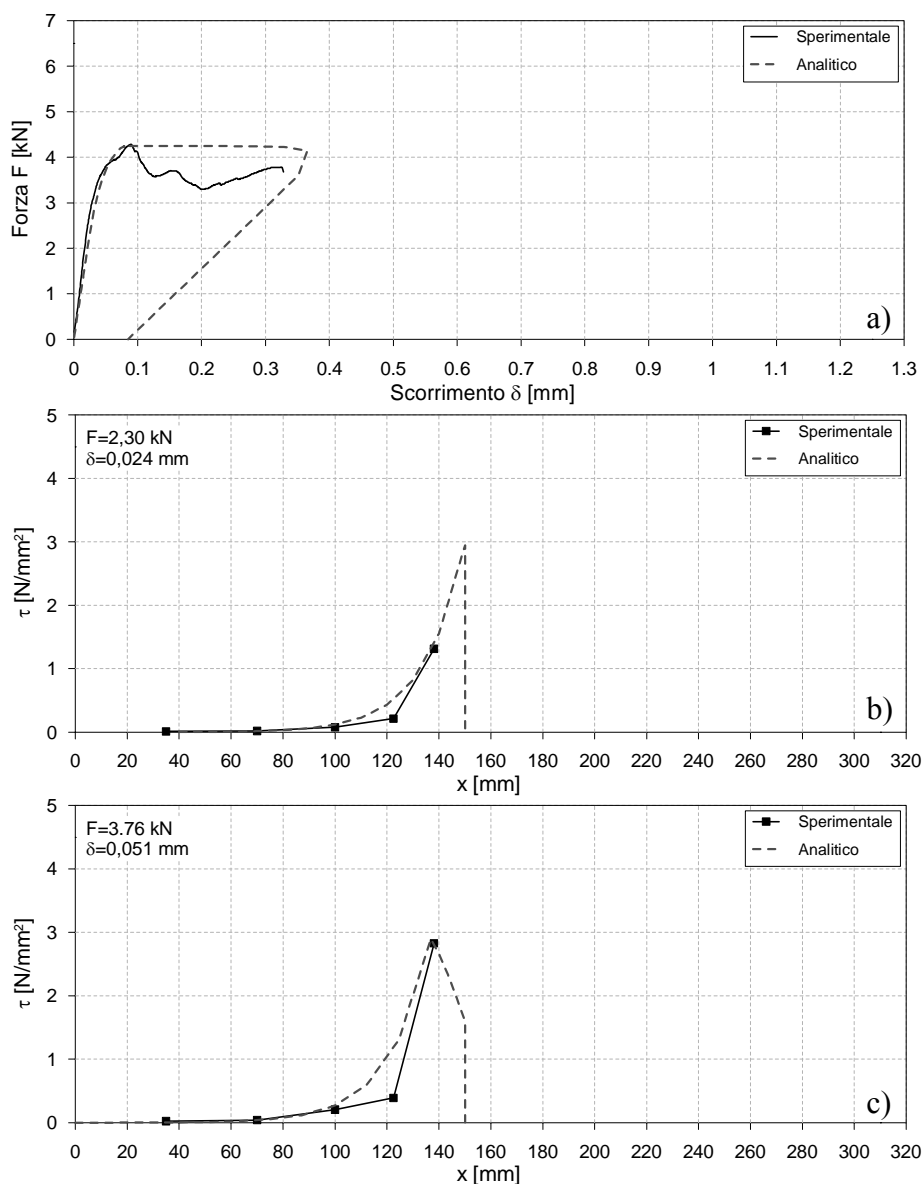 7
6
5
4
3
2
1
0
Forza F [kN]
Sperimentale
Analitico
a)
0 0.1 0.2 0.3 0.4 0.5 0.6 0.7 0.8 0.9 1 1.1 1.2 1.3
Scorrimento δ [mm]
5
4
3
2
1
0
τ [N/mm²]
F=2,30 kN
δ=0,024 mm
Sperimentale
Analitico
b)
0 20 40 60 80 100 120 140 160 180 200 220 240 260 280 300 320
x [mm]
5
4
3
2
1
0
τ [N/mm²]
F=3.76 kN
δ=0,051 mm
Sperimentale
Analitico
c)
0 20 40 60 80 100 120 140 160 180 200 220 240 260 280 300 320
x [mm]